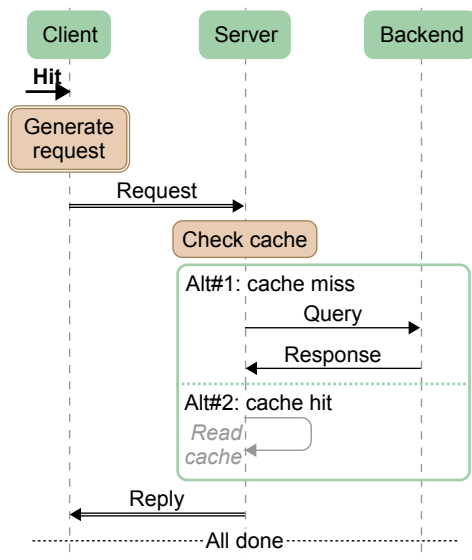 Client
Server
Backend
Hit
Generate
request
Request
Check cache
Alt#1: cache miss
Query
Response
Alt#2: cache hit
Read
cache
Reply
All done